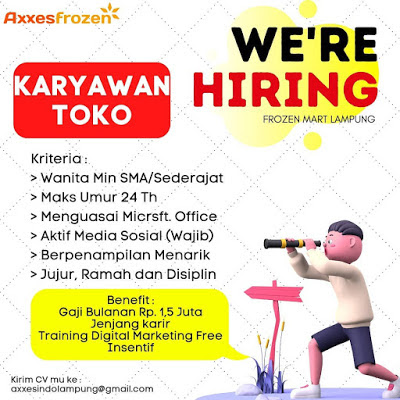 AxxesFrozen
WE'RE
HIRING
FROZEN MART LAMPUNG
KARYAWAN
TOKO
Kriteria :
> Wanita Min SMA/Sederajat
> Maks Umur 24 Th
> Menguasai Micrsft. Office
> Aktif Media Sosial (Wajib)
> Berpenampilan Menarik
> Jujur, Ramah dan Disiplin
Benefit :
Gaji Bulanan Rp. 1,5 Juta
Jenjang karir
Training Digital Marketing Free
Insentif
Kirim CV mu ke :
axxesindolampung@gmail.com